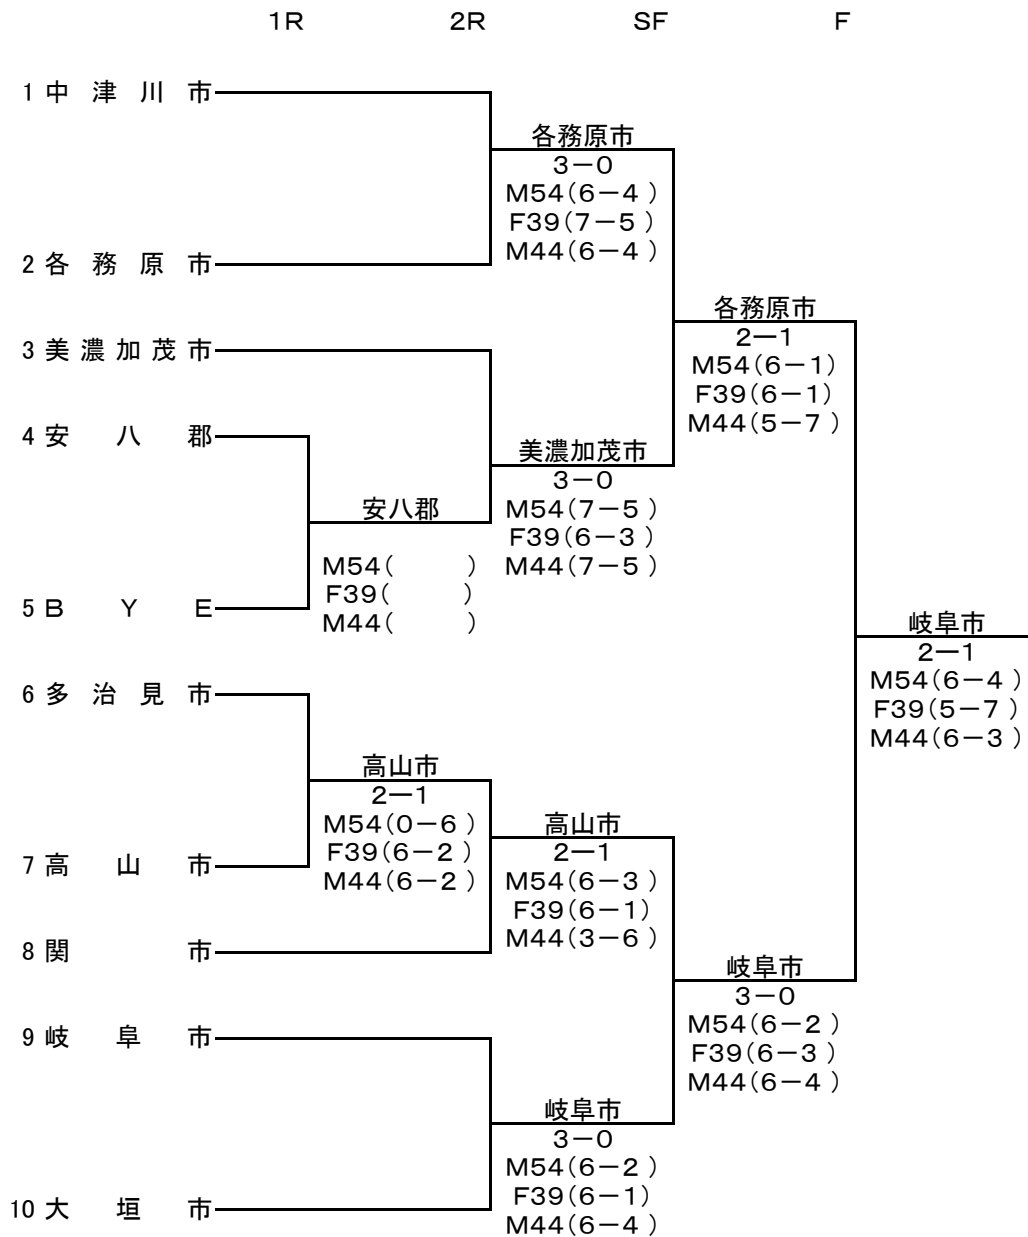 1R 2R SF F
1 中津川市
各務原市
3-0
M54(6-4 )
F39(7-5)
M44(6-4 )
2 各務原市
各務原市
2-1
M54(6-1)
F39(6-1)
M44(5-7 )
3 美濃加茂市
4 安八郡
美濃加茂市
3-0
M54(7-5 )
F39(6-3 )
M44(7-5 )
安八郡
M54( )
F39( )
M44( )
5 BYE
岐阜市
2-1
M54(6-4 )
F39(5-7)
M44(6-3 )
6 多治見市
高山市
2-1
M54(0-6 )
F39(6-2 )
M44(6-2 )
7 高山市
高山市
2-1
M54(6-3 )
F39(6-1)
M44(3-6 )
8 関市
岐阜市
3-0
M54(6-2 )
F39(6-3 )
M44(6-4 )
9 岐阜市
岐阜市
3-0
M54(6-2 )
F39(6-1)
M44(6-4 )
10 大垣市